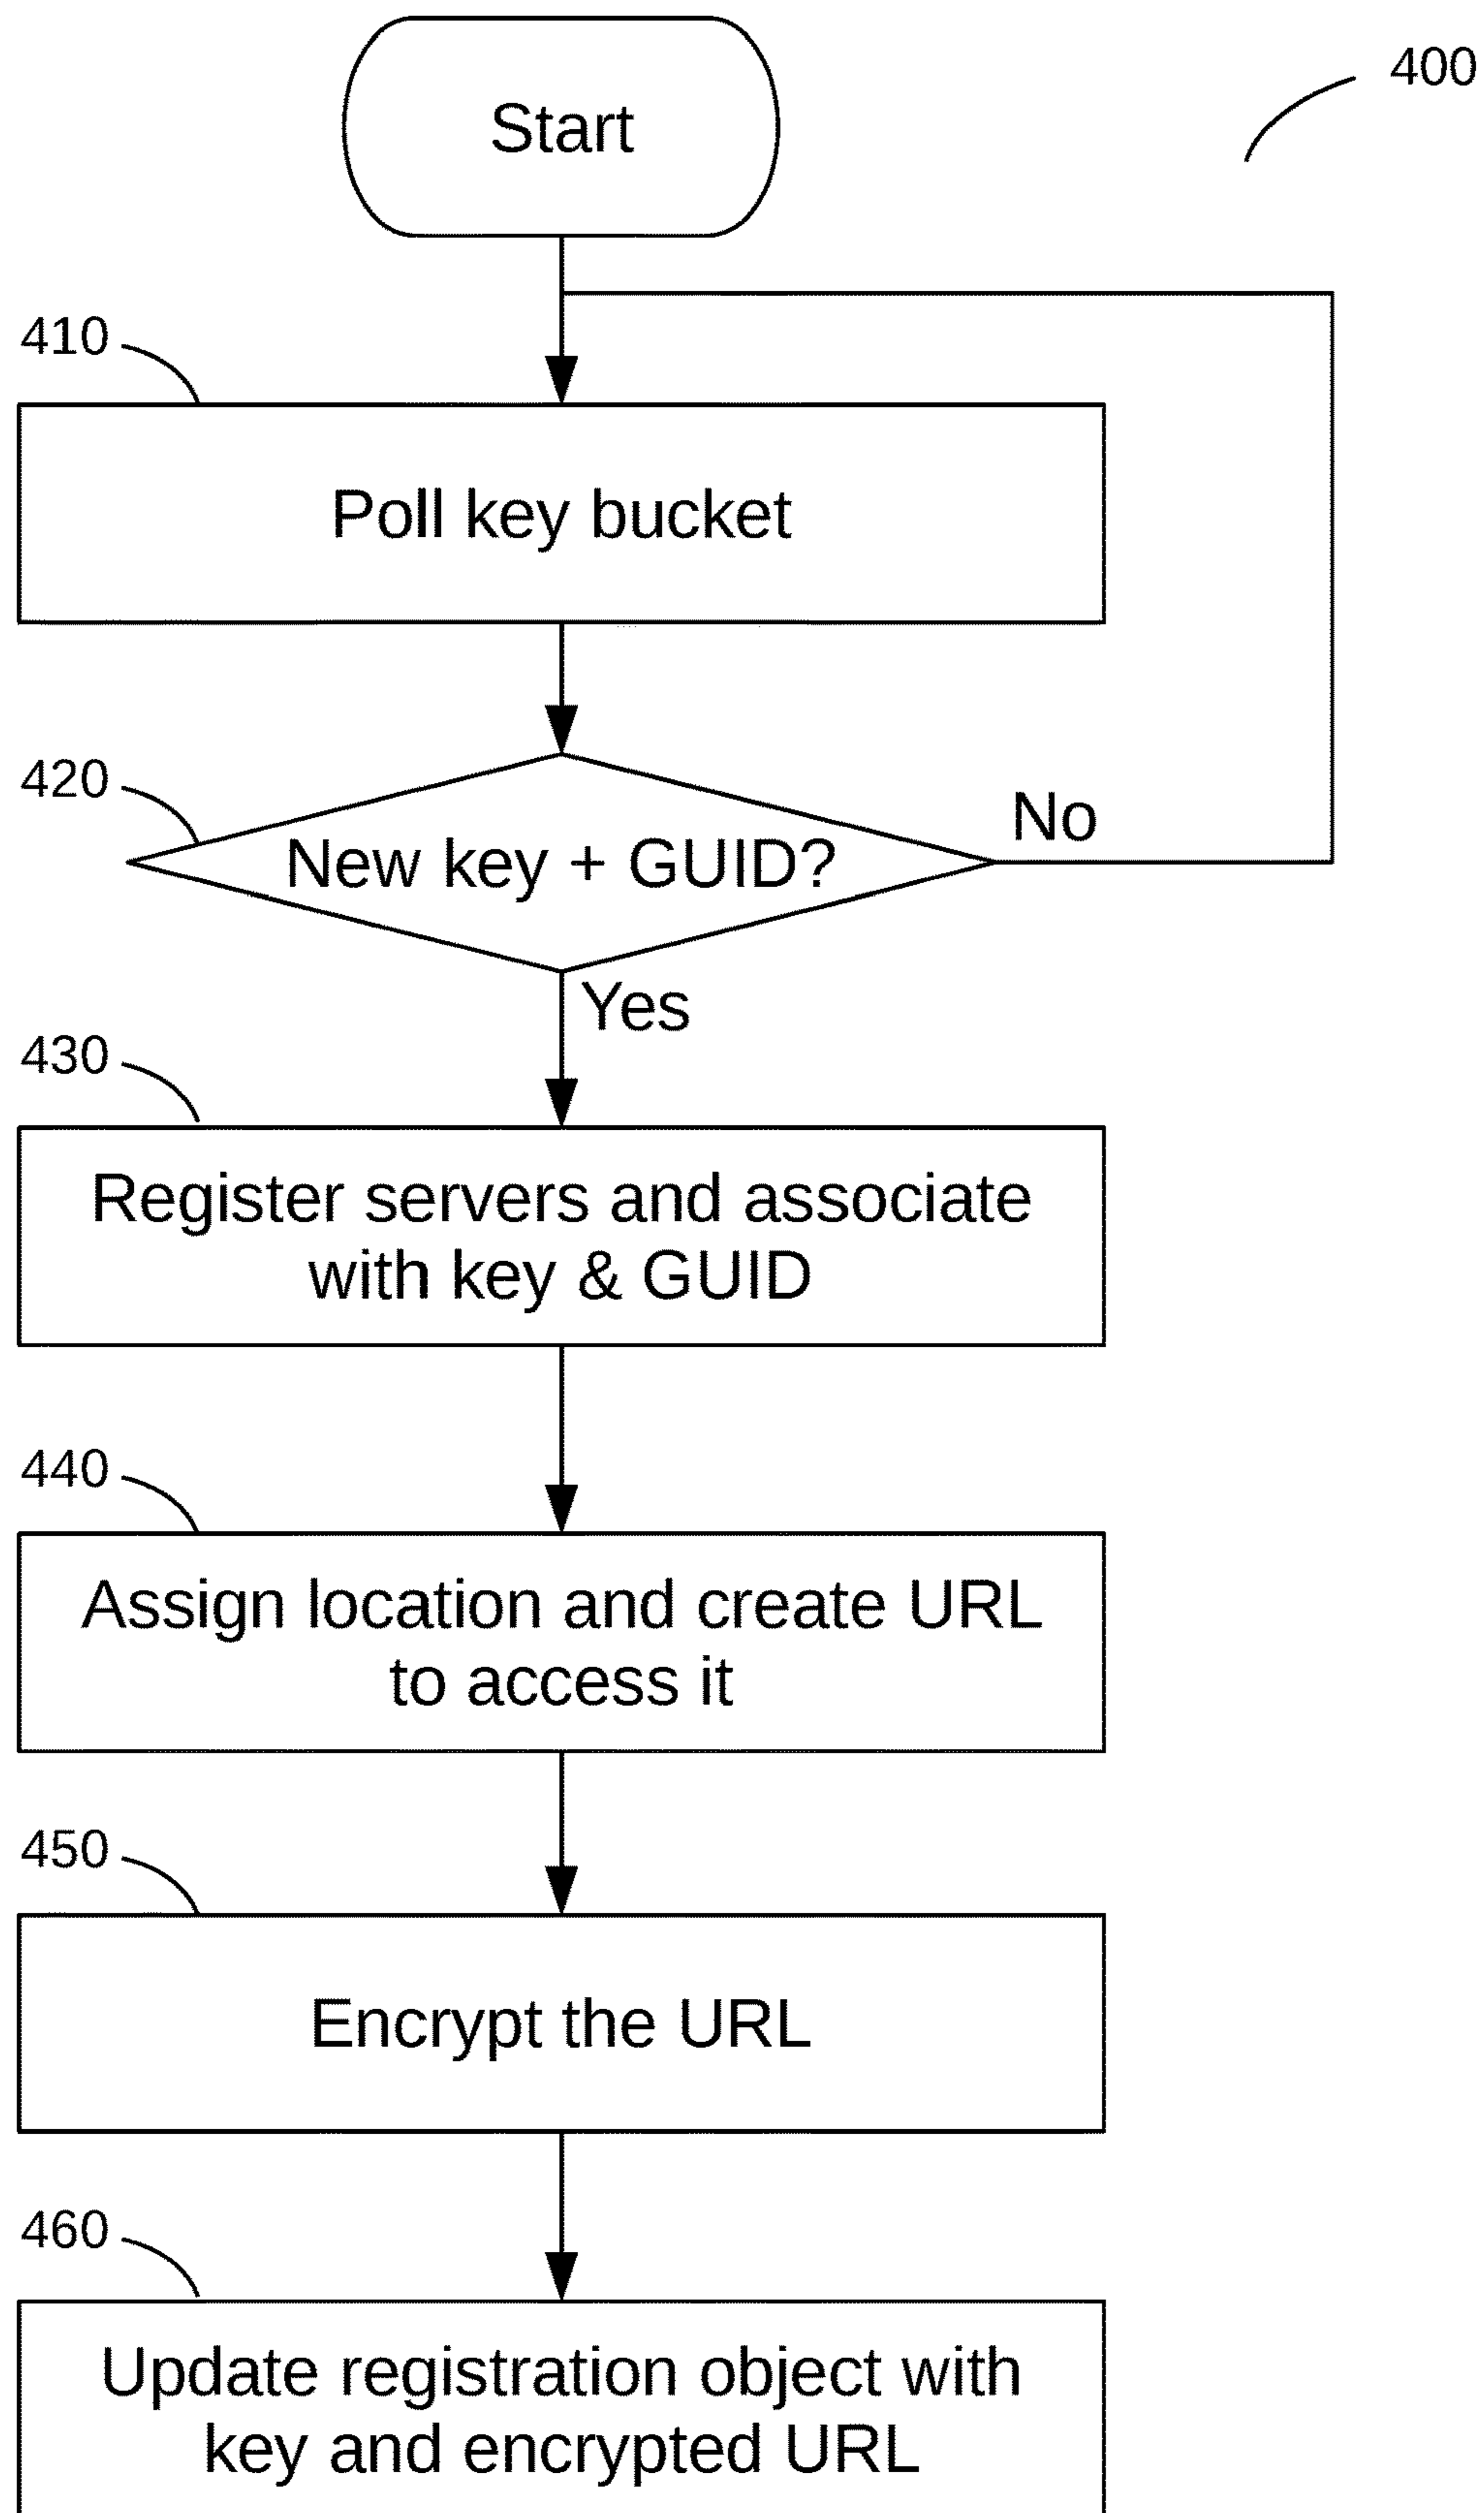 Start
400
410
Poll key bucket
420
New key + GUID?
No
Yes
430
Register servers and associate
with key & GUID
440
Assign location and create URL
to access it
450
Encrypt the URL
460
Update registration object with
key and encrypted URL